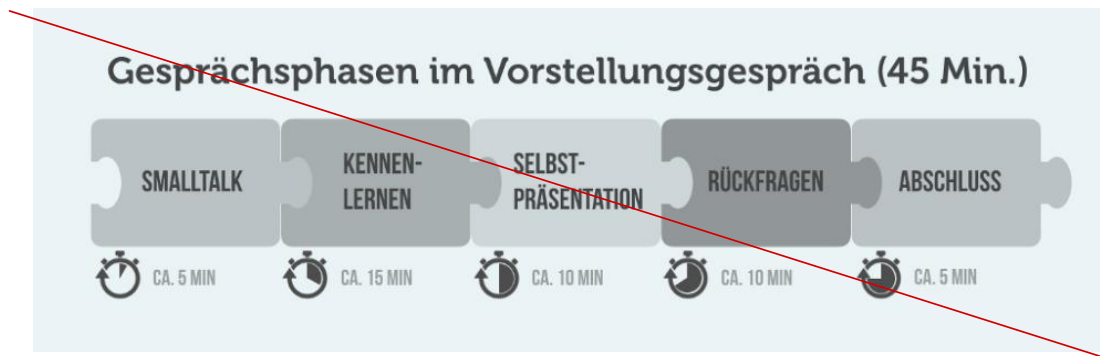 Gesprächsphasen im Vorstellungsgespräch (45 Min.)
SMALLTALK
KENNEN-
LERNEN
SELBST-
PRÄSENTATION
RÜCKFRAGEN
ABSCHLUSS
CA. 5 MIN
CA. 15 MIN
CA. 10 MIN
CA. 10 MIN
CA. 5 MIN